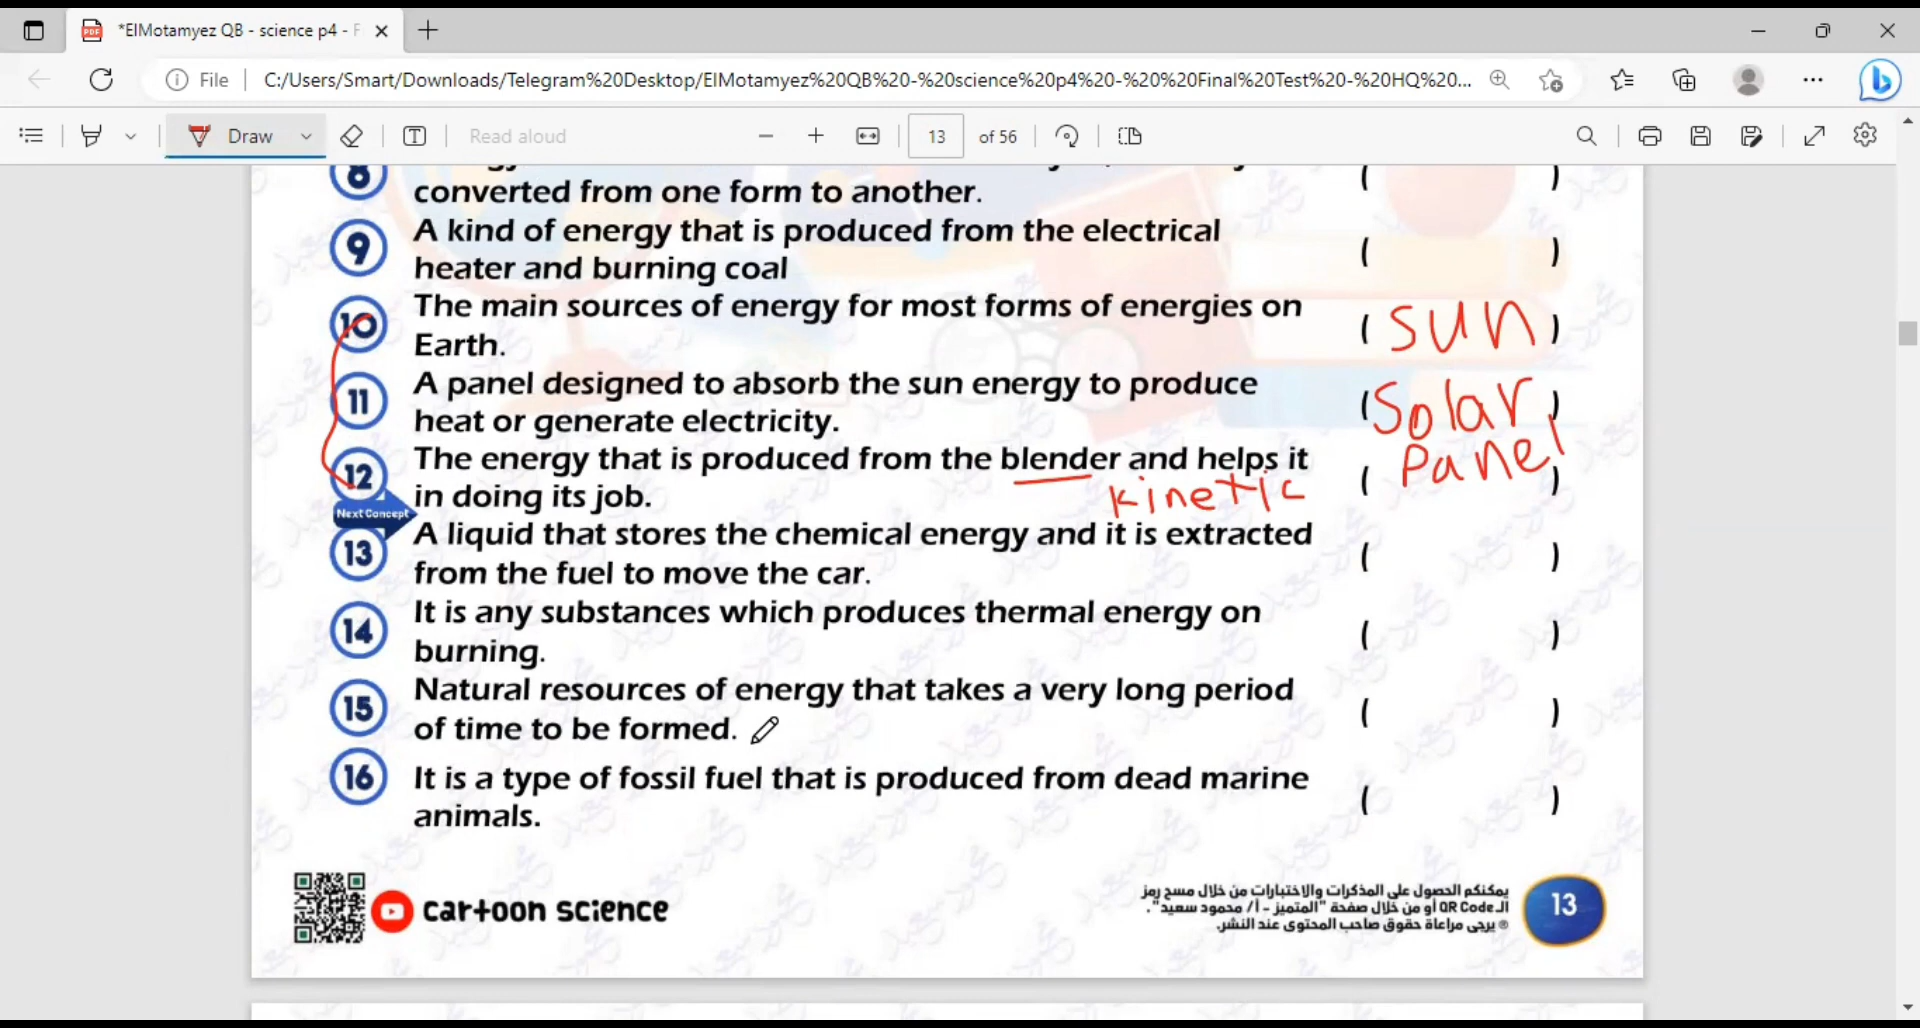 *ElMotamyez QB - science p4 - F
File
C:/Users/Smart/Downloads/Telegram%20Desktop/ElMotamyez%20QB%20-%20science%20p4%20-%20%20Final%20Test%20-%20HQ%20...
Draw
Read aloud
13 of 56
8
converted from one form to another. ( )
9 A kind of energy that is produced from the electrical
heater and burning coal ( )
10 The main sources of energy for most forms of energies on
Earth. ( sun )
11 A panel designed to absorb the sun energy to produce
heat or generate electricity. ( Solar )
Panel
12 The energy that is produced from the blender and helps it
in doing its job. ( )
kinetic
Next Concept
13 A liquid that stores the chemical energy and it is extracted
from the fuel to move the car. ( )
14 It is any substances which produces thermal energy on
burning. ( )
15 Natural resources of energy that takes a very long period
of time to be formed. ( )
16 It is a type of fossil fuel that is produced from dead marine
animals. ( )
cartoon science
يمكنكم الحصول على المذكرات والاختبارات من خلال مسح رمز
الـ QR Code أو من خلال صفحة "المتميز - أ/ محمود سعيد".
® يرجى مراعاة حقوق صاحب المحتوى عند النشر.
13